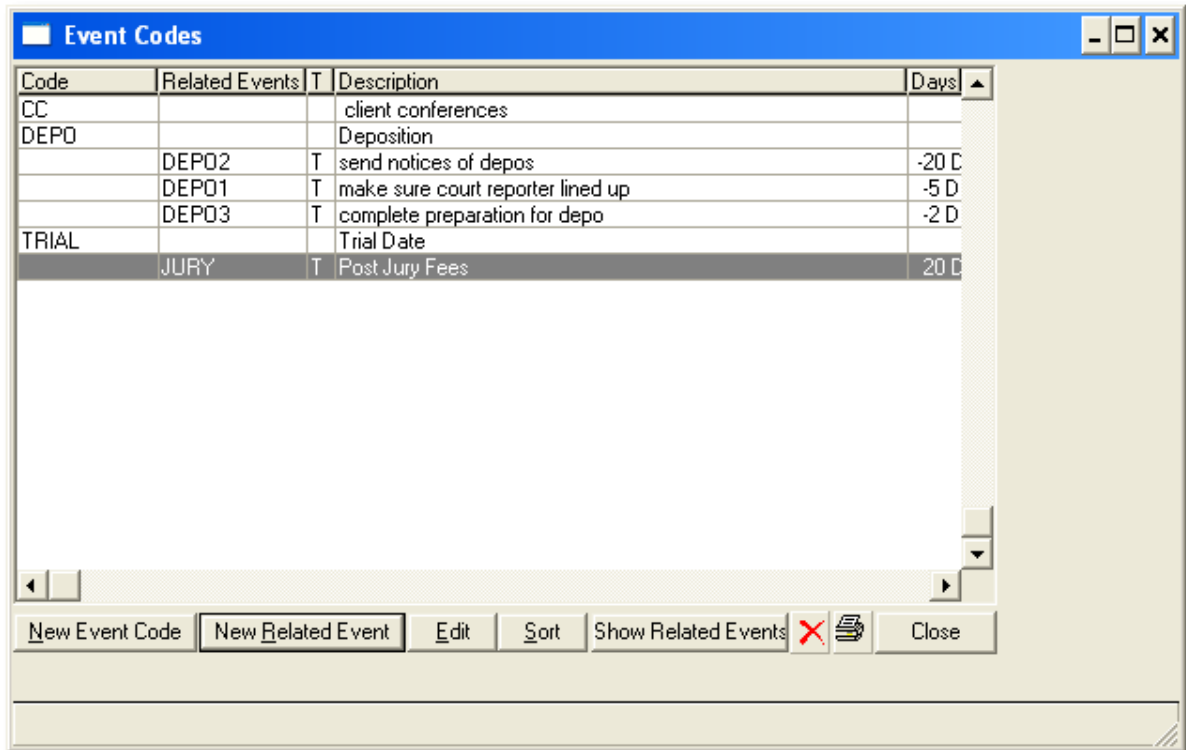 Event Codes
Code Related Events T Description Days
CC client conferences
DEPO Deposition
DEPO2 T send notices of depos -20 D
DEPO1 T make sure court reporter lined up -5 D
DEPO3 T complete preparation for depo -2 D
TRIAL Trial Date
JURY T Post Jury Fees 20 D
New Event Code New Related Event Edit Sort Show Related Events Close